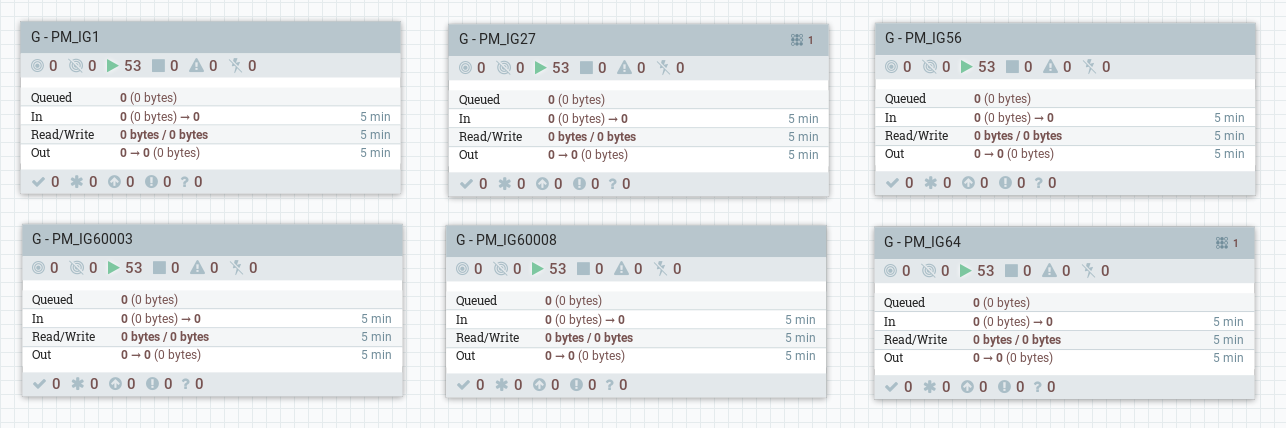 G - PM_IG1
0 0 53 0 0 0
Queued 0 (0 bytes)
In 0 (0 bytes) → 0 5 min
Read/Write 0 bytes / 0 bytes 5 min
Out 0 → 0 (0 bytes) 5 min
0 0 0 0 ? 0
G - PM_IG27 1
0 0 53 0 0 0
Queued 0 (0 bytes)
In 0 (0 bytes) → 0 5 min
Read/Write 0 bytes / 0 bytes 5 min
Out 0 → 0 (0 bytes) 5 min
0 0 0 0 ? 0
G - PM_IG56
0 0 53 0 0 0
Queued 0 (0 bytes)
In 0 (0 bytes) → 0 5 min
Read/Write 0 bytes / 0 bytes 5 min
Out 0 → 0 (0 bytes) 5 min
0 0 0 0 ? 0
G - PM_IG60003
0 0 53 0 0 0
Queued 0 (0 bytes)
In 0 (0 bytes) → 0 5 min
Read/Write 0 bytes / 0 bytes 5 min
Out 0 → 0 (0 bytes) 5 min
0 0 0 0 ? 0
G - PM_IG60008
0 0 53 0 0 0
Queued 0 (0 bytes)
In 0 (0 bytes) → 0 5 min
Read/Write 0 bytes / 0 bytes 5 min
Out 0 → 0 (0 bytes) 5 min
0 0 0 0 ? 0
G - PM_IG64 1
0 0 53 0 0 0
Queued 0 (0 bytes)
In 0 (0 bytes) → 0 5 min
Read/Write 0 bytes / 0 bytes 5 min
Out 0 → 0 (0 bytes) 5 min
0 0 0 0 ? 0